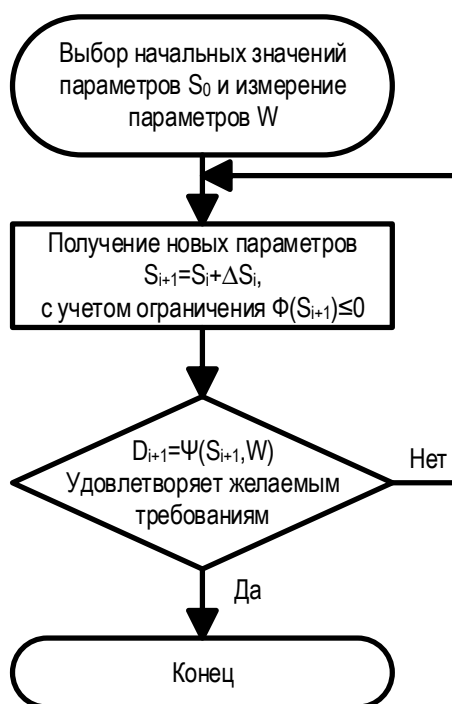 Выбор начальных значений
параметров S₀ и измерение
параметров W
Получение новых параметров
Sᵢ₊₁=Sᵢ+ΔSᵢ,
с учетом ограничения Φ(Sᵢ₊₁)≤0
Dᵢ₊₁=Ψ(Sᵢ₊₁,W)
Удовлетворяет желаемым
требованиям
Нет
Да
Конец